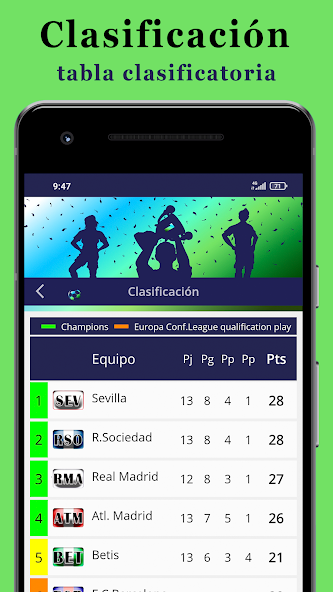 Clasificación
tabla clasificatoria
9:47 4G 71
Clasificación
Champions Europa Conf.League qualification play
Equipo Pj Pg Pp Pp Pts
1 SEV Sevilla 13 8 4 1 28
2 RSO R.Sociedad 13 8 4 1 28
3 RMA Real Madrid 12 8 3 1 27
4 ATM Atl. Madrid 13 7 5 1 26
5 BET Betis 13 6 3 4 21